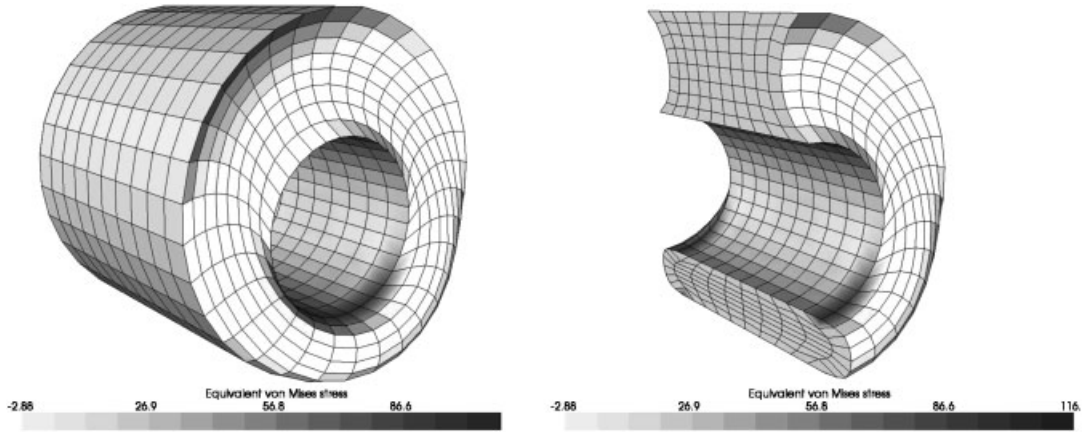 Equivalent von Mises stress
-2.88 26.9 56.8 86.6
Equivalent von Mises stress
-2.88 26.9 56.8 86.6 116.